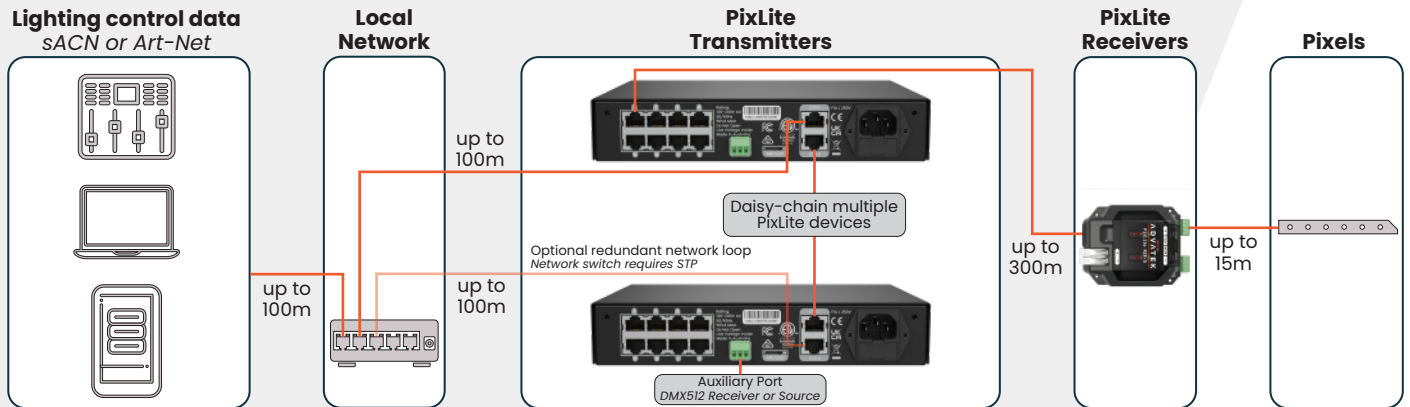 Lighting control data
sACN or Art-Net
Local
Network
PixLite
Transmitters
PixLite
Receivers
Pixels
up to
100m
up to
100m
Daisy-chain multiple
PixLite devices
Optional redundant network loop
Network switch requires STP
up to
100m
up to
300m
up to
15m
ADVATEK
Auxiliary Port
DMX512 Receiver or Source